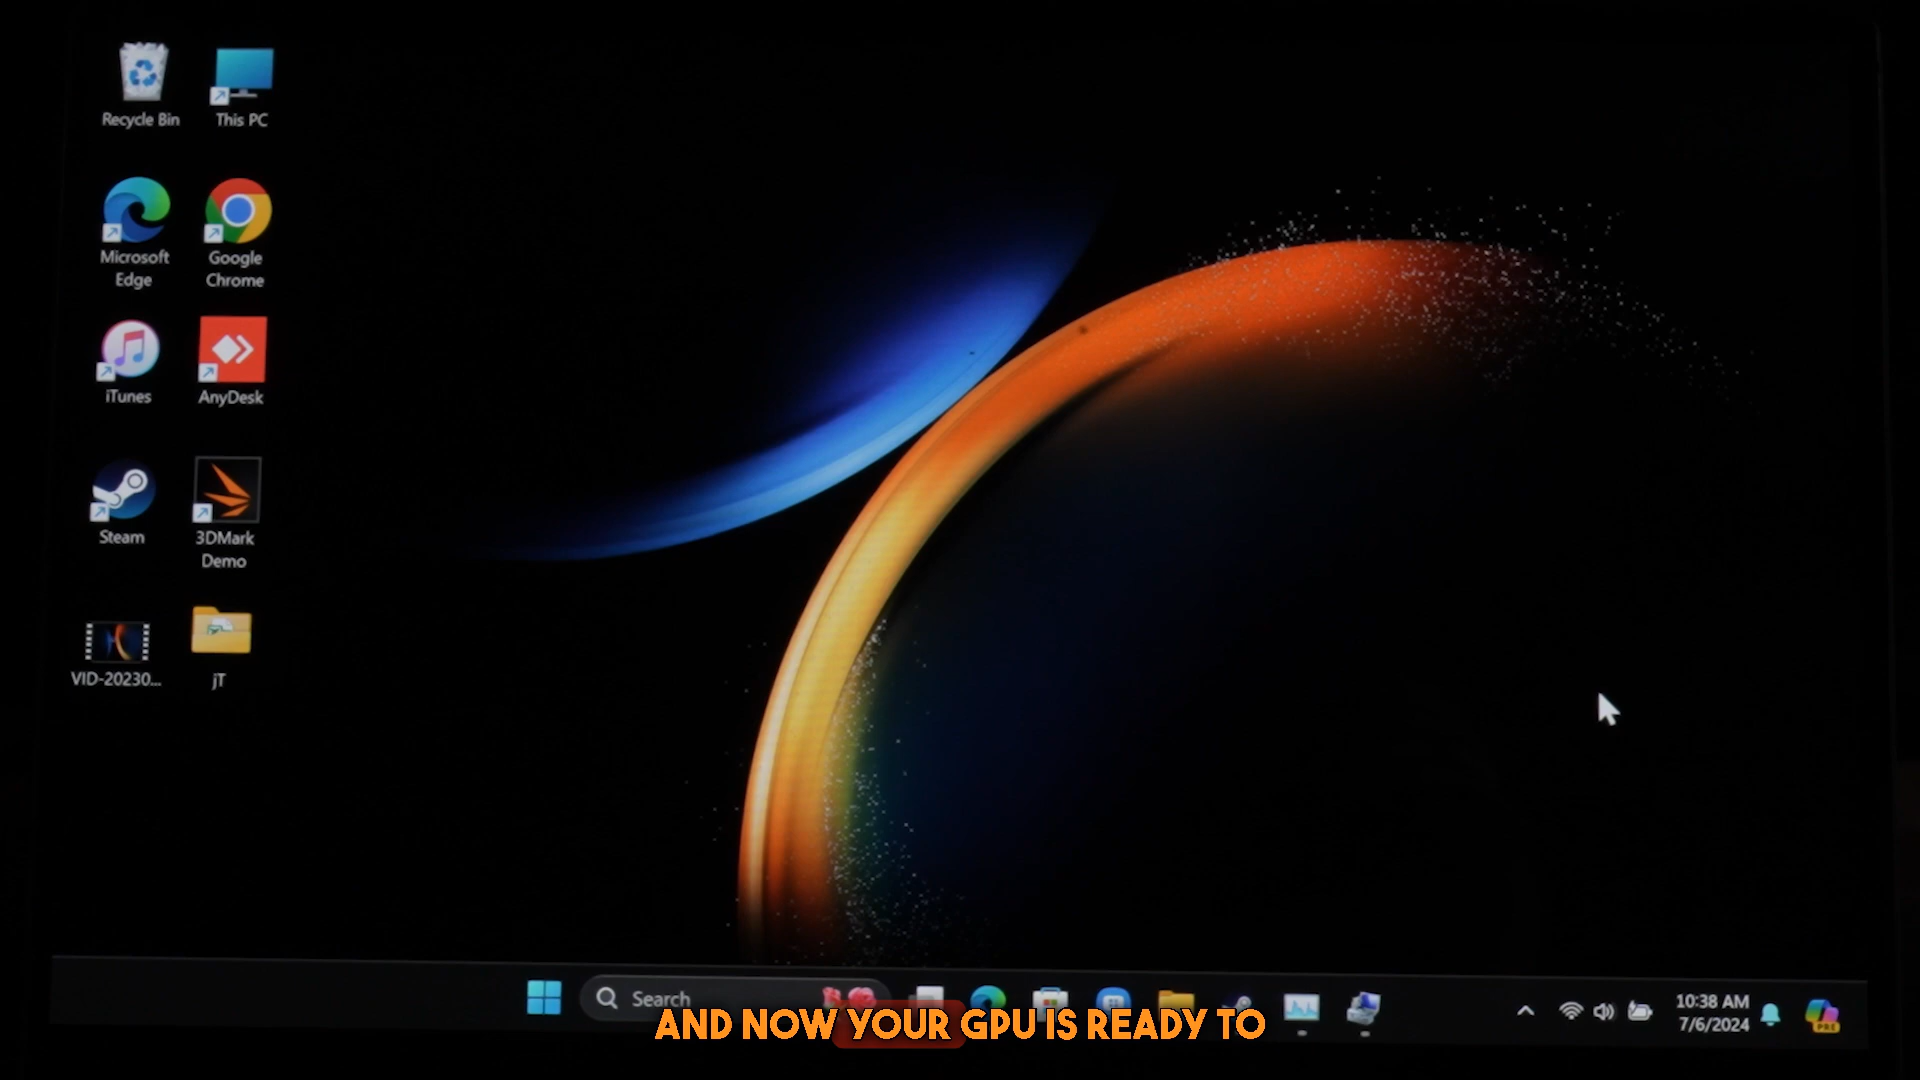 Recycle Bin
This PC
Microsoft
Edge
Google
Chrome
iTunes
AnyDesk
Steam
3DMark
Demo
VID-20230...
jT
Search
10:38 AM
7/6/2024
PRE
AND NOW YOUR GPU IS READY TO